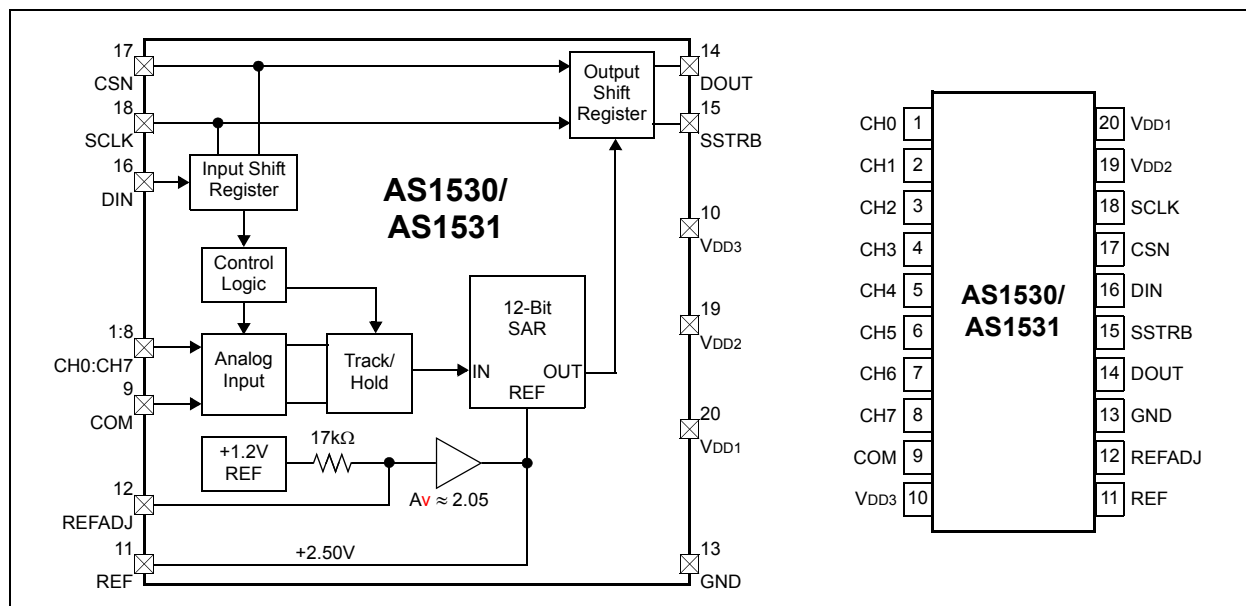 17
CSN
18
SCLK
16
DIN
1:8
CH0:CH7
9
COM
12
REFADJ
11
REF
Input Shift
Register
Control
Logic
Analog
Input
Track/
Hold
+1.2V
REF
17kΩ
Av ≈ 2.05
+2.50V
AS1530/
AS1531
12-Bit
SAR
IN
OUT
REF
Output
Shift
Register
14
DOUT
15
SSTRB
10
VDD3
19
VDD2
20
VDD1
13
GND
CH0 1
CH1 2
CH2 3
CH3 4
CH4 5
CH5 6
CH6 7
CH7 8
COM 9
VDD3 10
AS1530/
AS1531
20 VDD1
19 VDD2
18 SCLK
17 CSN
16 DIN
15 SSTRB
14 DOUT
13 GND
12 REFADJ
11 REF